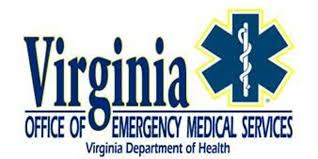 Virginia
OFFICE OF EMERGENCY MEDICAL SERVICES
Virginia Department of Health